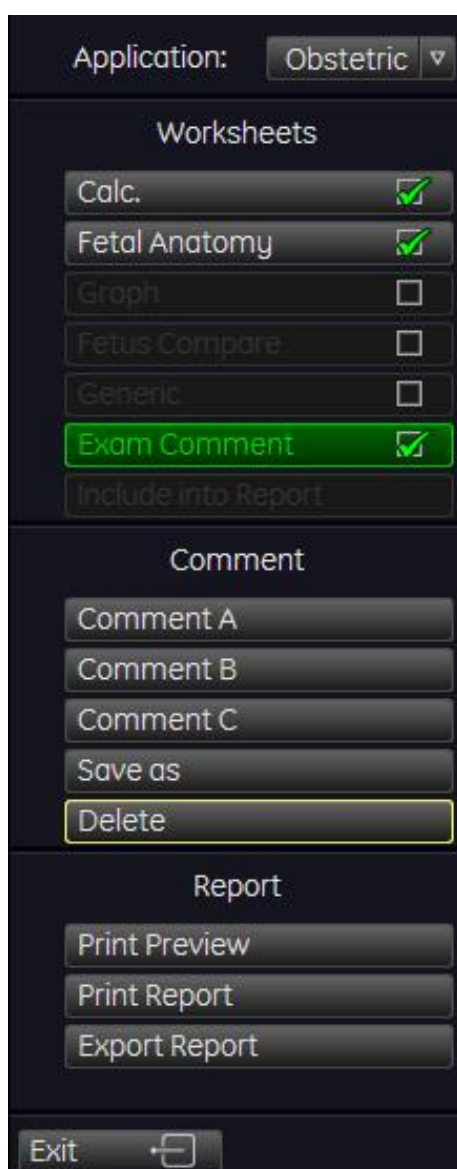 Application: Obstetric
Worksheets
Calc.
Fetal Anatomy
Graph
Fetus Compare
Generic
Exam Comment
Include into Report
Comment
Comment A
Comment B
Comment C
Save as
Delete
Report
Print Preview
Print Report
Export Report
Exit